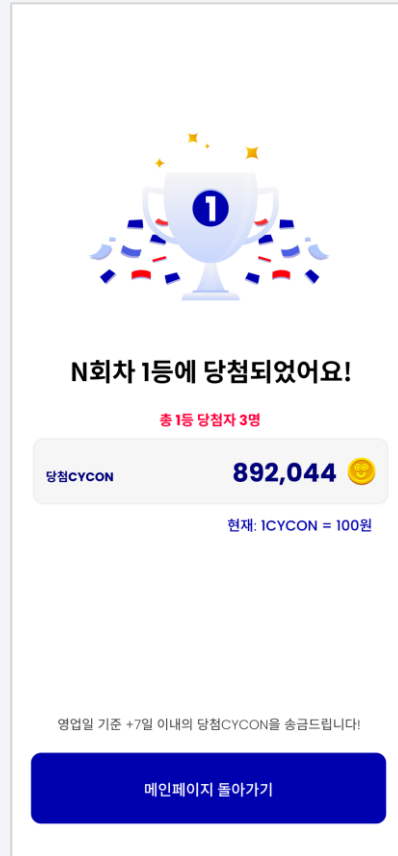 1
N회차 1등에 당첨되었어요!
총 1등 당첨자 3명
당첨CYCON 892,044
현재: 1CYCON = 100원
영업일 기준 +7일 이내의 당첨CYCON을 송금드립니다!
메인페이지 돌아가기